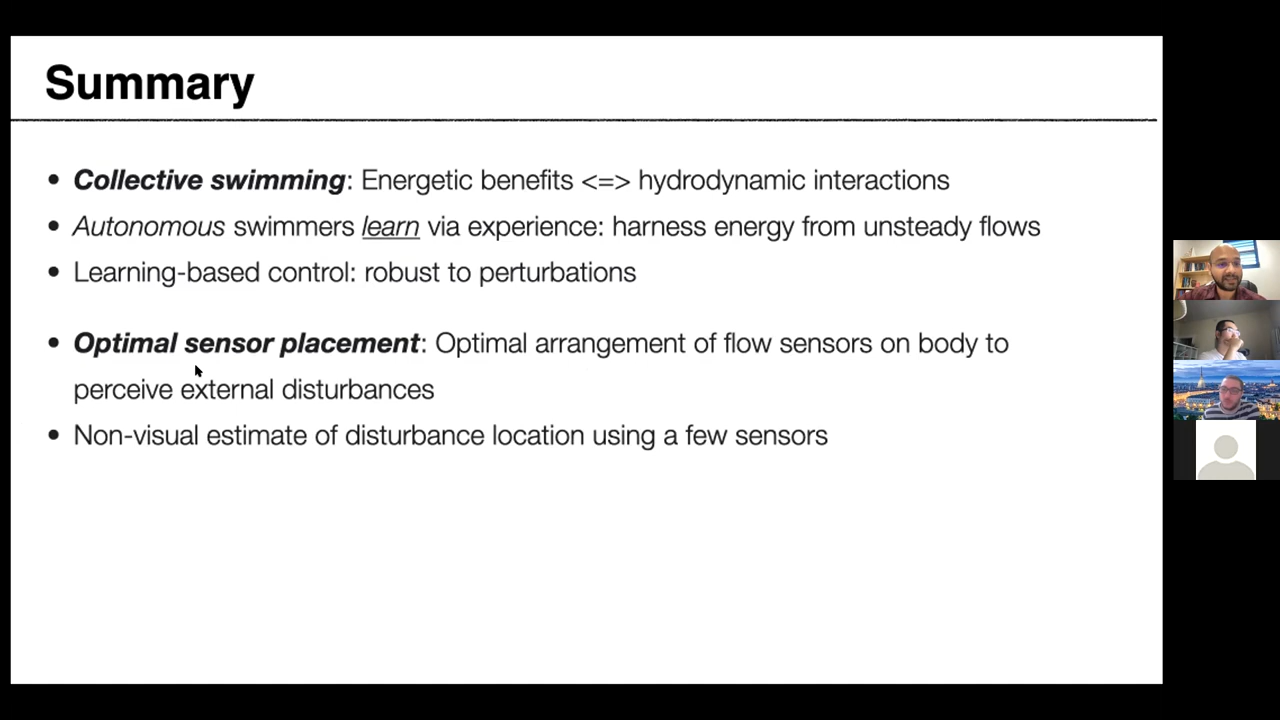 Summary
• Collective swimming: Energetic benefits <=> hydrodynamic interactions
• Autonomous swimmers learn via experience: harness energy from unsteady flows
• Learning-based control: robust to perturbations
• Optimal sensor placement: Optimal arrangement of flow sensors on body to
perceive external disturbances
• Non-visual estimate of disturbance location using a few sensors